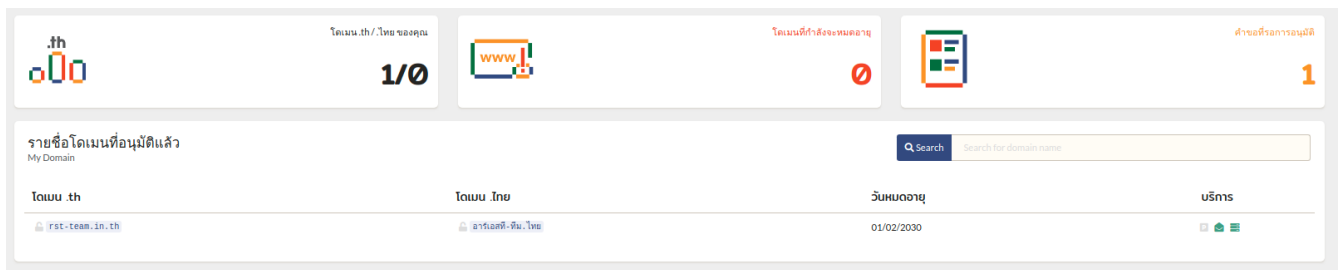 .th
โดเมน .th / .ไทย ของคุณ
1/0
www
โดเมนที่กำลังจะหมดอายุ
0
คำขอที่รอการอนุมัติ
1
รายชื่อโดเมนที่อนุมัติแล้ว
My Domain
Search
Search for domain name
โดเมน .th
โดเมน .ไทย
วันหมดอายุ
บริการ
rst-team.in.th
อาร์เอสที-ทีม.ไทย
01/02/2030
P